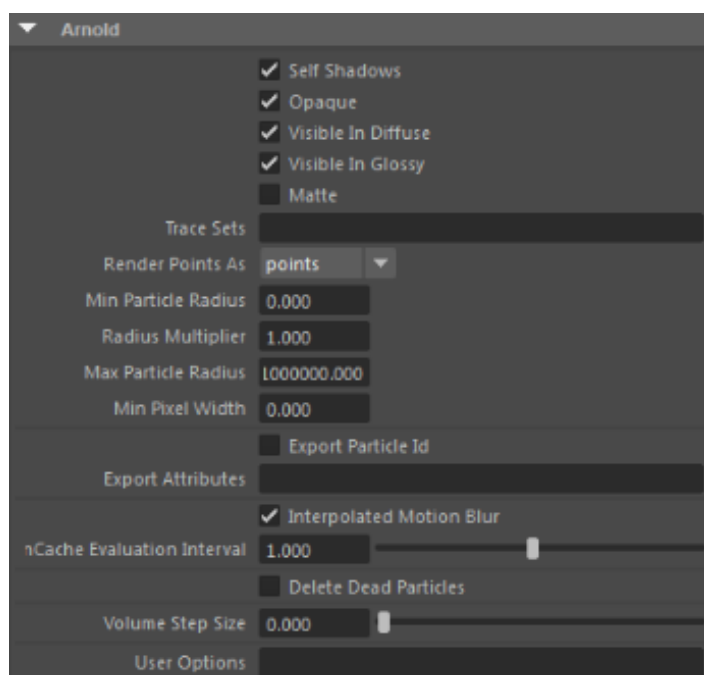 Arnold
Self Shadows
Opaque
Visible In Diffuse
Visible In Glossy
Matte
Trace Sets
Render Points As points
Min Particle Radius 0.000
Radius Multiplier 1.000
Max Particle Radius 1000000.000
Min Pixel Width 0.000
Export Particle Id
Export Attributes
Interpolated Motion Blur
nCache Evaluation Interval 1.000
Delete Dead Particles
Volume Step Size 0.000
User Options